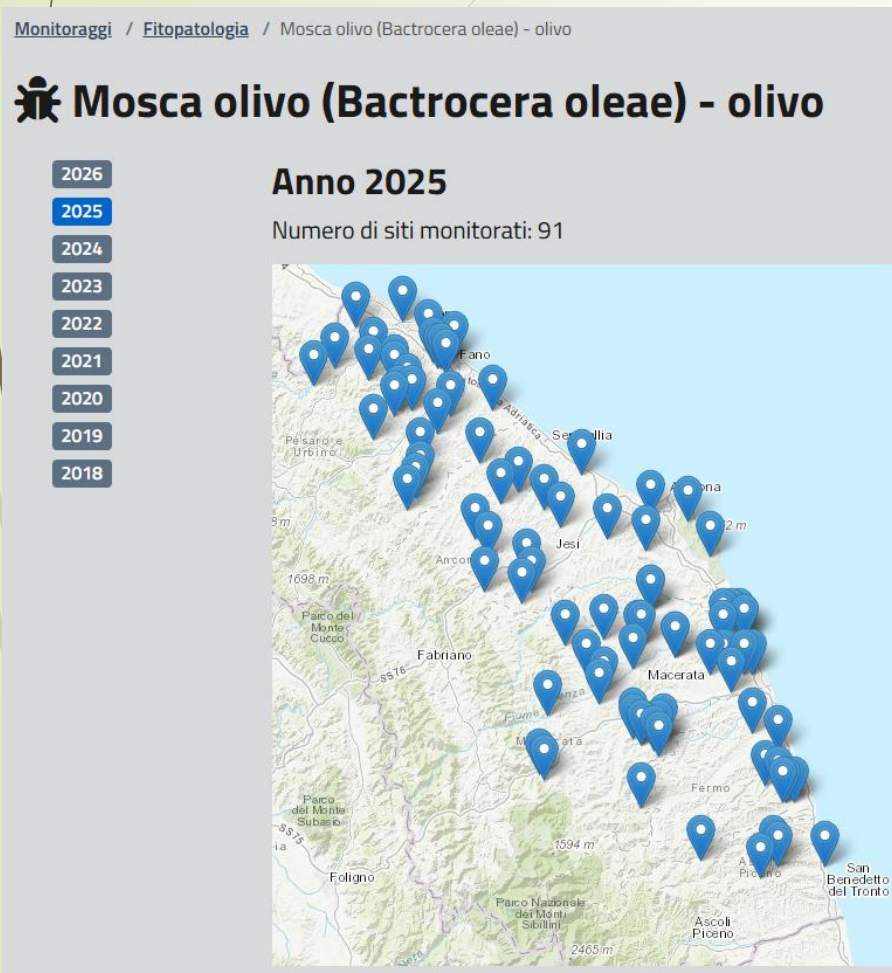 Monitoraggi / Fitopatologia / Mosca olivo (Bactrocera oleae) - olivo
Mosca olivo (Bactrocera oleae) - olivo
2026
2025
2024
2023
2022
2021
2020
2019
2018
Anno 2025
Numero di siti monitorati: 91
Fano
Adriatica
Pesaro e
Urbino
Jesi
1698 m
Parco del
Monte
Cucco
Fabriano
SS76
Macerata
Fiume
Fermo
Parco
del Monte
Subasio
SS75
1594 m
Foligno
San
Benedetto
del Tronto
Parco Nazionale
dei Monti
Sibillini
Ascoli
Piceno
2465 m